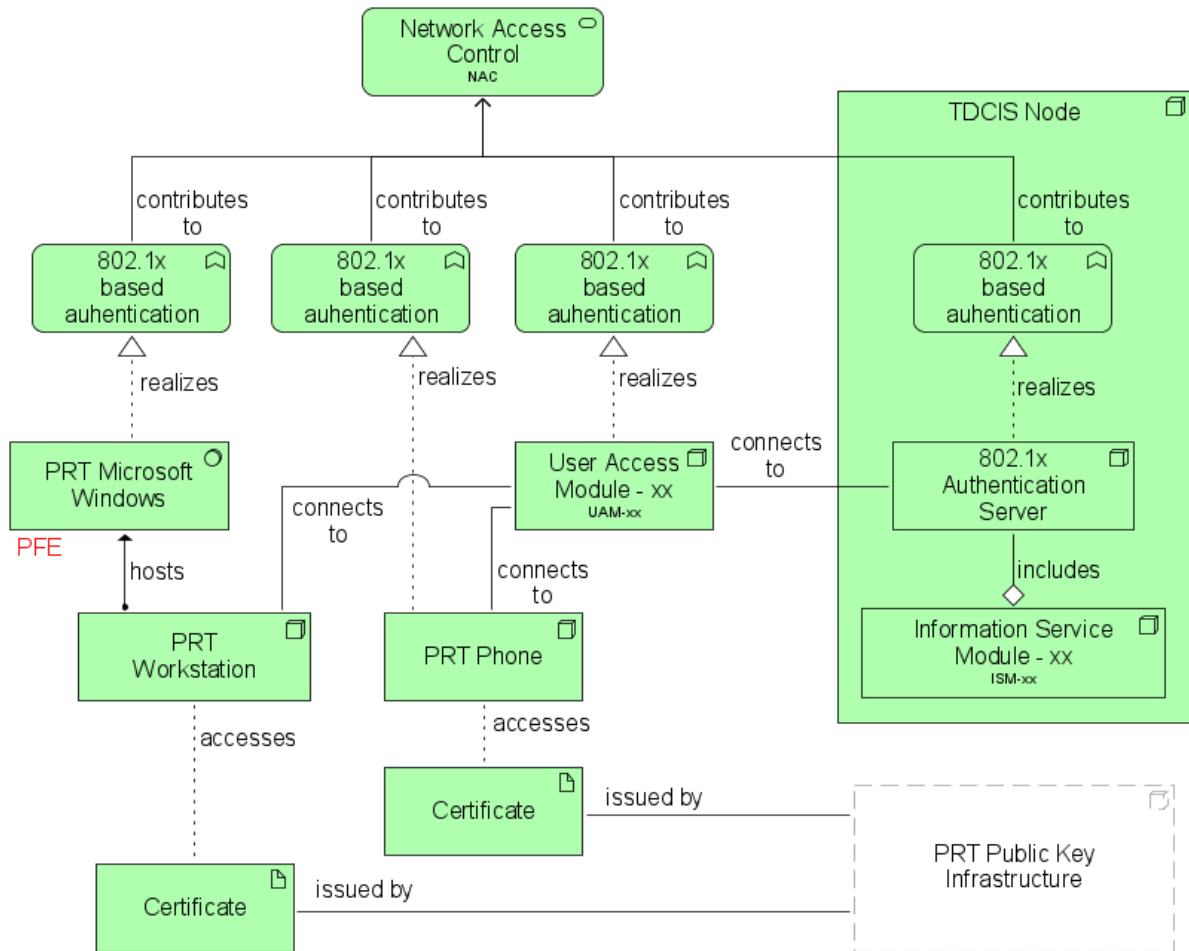 Network Access
Control
NAC
TDCIS Node
contributes
to
contributes
to
contributes
to
contributes
to
802.1x
based
auhentication
802.1x
based
auhentication
802.1x
based
auhentication
802.1x
based
auhentication
realizes
realizes
realizes
realizes
PRT Microsoft
Windows
PFE
connects
to
User Access
Module - xx
UAM-xx
connects
to
802.1x
Authentication
Server
hosts
connects
to
includes
PRT
Workstation
PRT Phone
Information Service
Module - xx
ISM-xx
accesses
accesses
Certificate
issued by
PRT Public Key
Infrastructure
Certificate
issued by